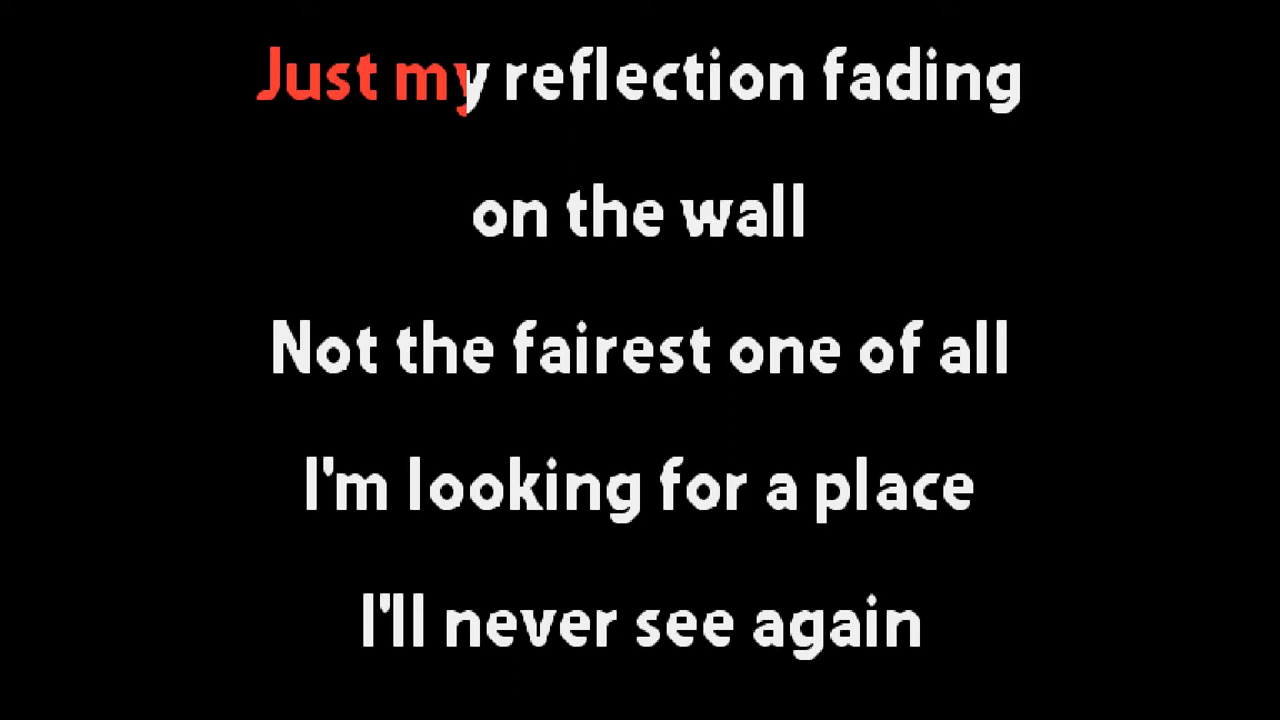 Just my reflection fading
on the wall
Not the fairest one of all
I'm looking for a place
I'll never see again